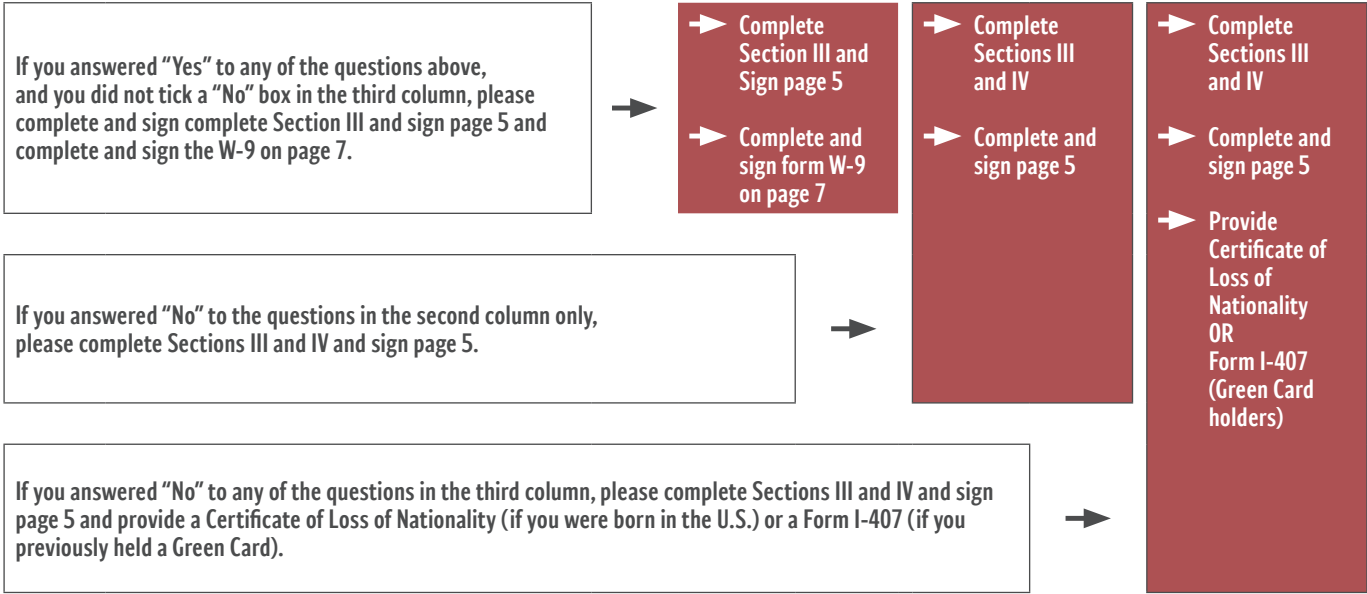 If you answered “Yes” to any of the questions above,
and you did not tick a “No” box in the third column, please
complete and sign complete Section III and sign page 5 and
complete and sign the W-9 on page 7.
Complete
Section III and
Sign page 5
Complete and
sign form W-9
on page 7
Complete
Sections III
and IV
Complete and
sign page 5
Complete
Sections III
and IV
Complete and
sign page 5
Provide
Certificate of
Loss of
Nationality
OR
Form I-407
(Green Card
holders)
If you answered “No” to the questions in the second column only,
please complete Sections III and IV and sign page 5.
If you answered “No” to any of the questions in the third column, please complete Sections III and IV and sign
page 5 and provide a Certificate of Loss of Nationality (if you were born in the U.S.) or a Form I-407 (if you
previously held a Green Card).